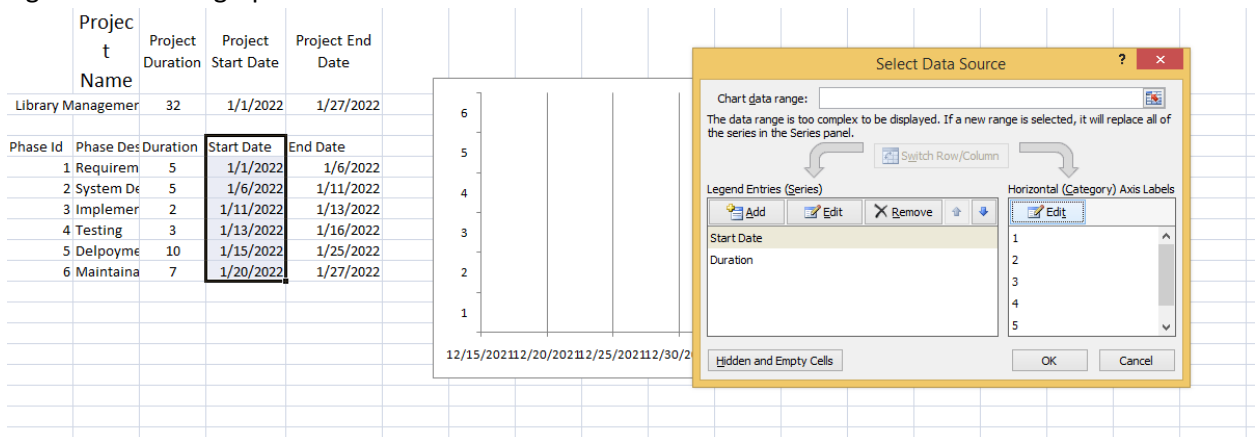 Projec
t
Name
Project
Duration
Project
Start Date
Project End
Date
Library Managemer 32 1/1/2022 1/27/2022
Phase Id Phase Des Duration Start Date End Date
1 Requirem 5 1/1/2022 1/6/2022
2 System De 5 1/6/2022 1/11/2022
3 Implemer 2 1/11/2022 1/13/2022
4 Testing 3 1/13/2022 1/16/2022
5 Delpoyme 10 1/15/2022 1/25/2022
6 Maintaina 7 1/20/2022 1/27/2022
6
5
4
3
2
1
12/15/2021 12/20/2021 12/25/2021 12/30/2
Select Data Source
? ×
Chart data range:
The data range is too complex to be displayed. If a new range is selected, it will replace all of
the series in the Series panel.
Switch Row/Column
Legend Entries (Series)
Add Edit Remove
Start Date
Duration
Horizontal (Category) Axis Labels
Edit
1
2
3
4
5
Hidden and Empty Cells
OK Cancel